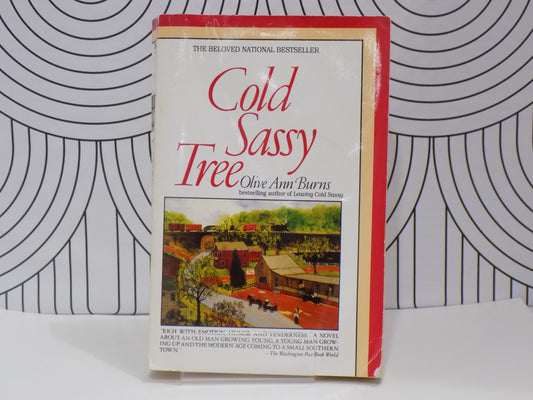 THE BELOVED NATIONAL BESTSELLER
Cold
Sassy
Tree
Olive Ann Burns
bestselling author of Leaving Cold Sassy
"RICH WITH EMOTION, HUMOR AND TENDERNESS... A NOVEL
ABOUT AN OLD MAN GROWING YOUNG, A YOUNG MAN GROW-
ING UP AND THE MODERN AGE COMING TO A SMALL SOUTHERN
TOWN."
– The Washington Post Book World